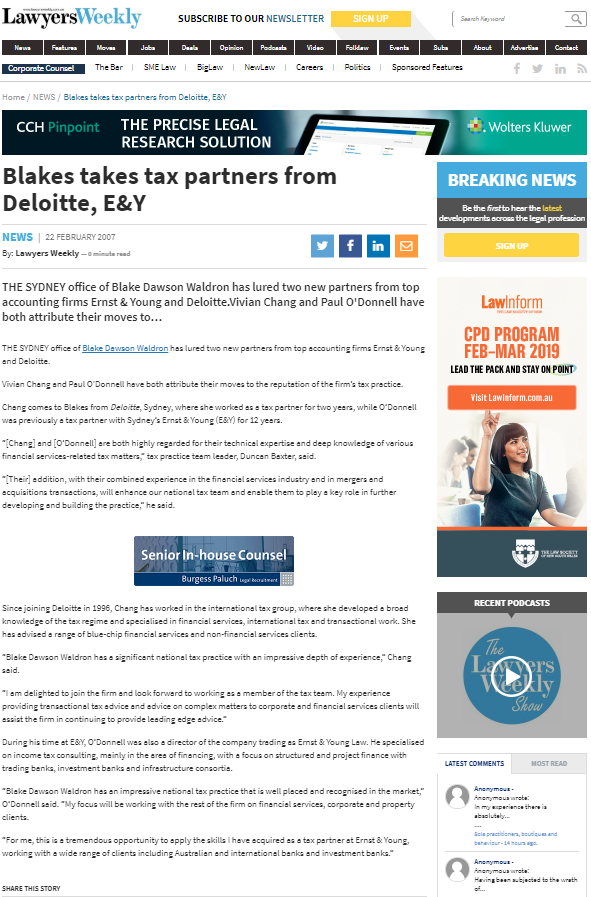 www.lawyersweekly.com.au
LawyersWeekly
SUBSCRIBE TO OUR NEWSLETTER
SIGN UP
Search Keyword
News Features Moves Jobs Deals Opinion Podcasts Video Folklaw Events Subs About Advertise Contact
Corporate Counsel The Bar | SME Law | BigLaw | NewLaw | Careers | Politics | Sponsored Features
Home / NEWS / Blakes takes tax partners from Deloitte, E&Y
CCH Pinpoint
THE PRECISE LEGAL
RESEARCH SOLUTION
Wolters Kluwer
Blakes takes tax partners from
Deloitte, E&Y
NEWS | 22 FEBRUARY 2007
By: Lawyers Weekly — 0 minute read
THE SYDNEY office of Blake Dawson Waldron has lured two new partners from top
accounting firms Ernst & Young and Deloitte.Vivian Chang and Paul O'Donnell have
both attribute their moves to…
THE SYDNEY office of Blake Dawson Waldron has lured two new partners from top accounting firms Ernst & Young
and Deloitte.
Vivian Chang and Paul O'Donnell have both attribute their moves to the reputation of the firm's tax practice.
Chang comes to Blakes from Deloitte, Sydney, where she worked as a tax partner for two years, while O'Donnell
was previously a tax partner with Sydney's Ernst & Young (E&Y) for 12 years.
"[Chang] and [O'Donnell] are both highly regarded for their technical expertise and deep knowledge of various
financial services-related tax matters," tax practice team leader, Duncan Baxter, said.
"[Their] addition, with their combined experience in the financial services industry and in mergers and
acquisitions transactions, will enhance our national tax team and enable them to play a key role in further
developing and building the practice," he said.
Senior In-house Counsel
Burgess Paluch Legal Recruitment
Since joining Deloitte in 1996, Chang has worked in the international tax group, where she developed a broad
knowledge of the tax regime and specialised in financial services, international tax and transactional work. She
has advised a range of blue-chip financial services and non-financial services clients.
"Blake Dawson Waldron has a significant national tax practice with an impressive depth of experience," Chang
said.
"I am delighted to join the firm and look forward to working as a member of the tax team. My experience
providing transactional tax advice and advice on complex matters to corporate and financial services clients will
assist the firm in continuing to provide leading edge advice."
During his time at E&Y, O'Donnell was also a director of the company trading as Ernst & Young Law. He specialised
on income tax consulting, mainly in the area of financing, with a focus on structured and project finance with
trading banks, investment banks and infrastructure consortia.
"Blake Dawson Waldron has an impressive national tax practice that is well placed and recognised in the market,"
O'Donnell said. "My focus will be working with the rest of the firm on financial services, corporate and property
clients.
"For me, this is a tremendous opportunity to apply the skills I have acquired as a tax partner at Ernst & Young,
working with a wide range of clients including Australian and international banks and investment banks."
SHARE THIS STORY
BREAKING NEWS
Be the first to hear the latest
developments across the legal profession
SIGN UP
LawInform
THE LAW SOCIETY OF NSW
CPD PROGRAM
FEB-MAR 2019
LEAD THE PACK AND STAY ON POINT
Visit LawInform.com.au
THE LAW SOCIETY
OF NEW SOUTH WALES
RECENT PODCASTS
The
Lawyers
Weekly
Show
LATEST COMMENTS MOST READ
Anonymous -
Anonymous wrote:
In my experience there is
absolutely...
....
Sole practitioners, boutiques and
behaviour - 14 hours ago.
Anonymous -
Anonymous wrote:
Having been subjected to the wrath
of...